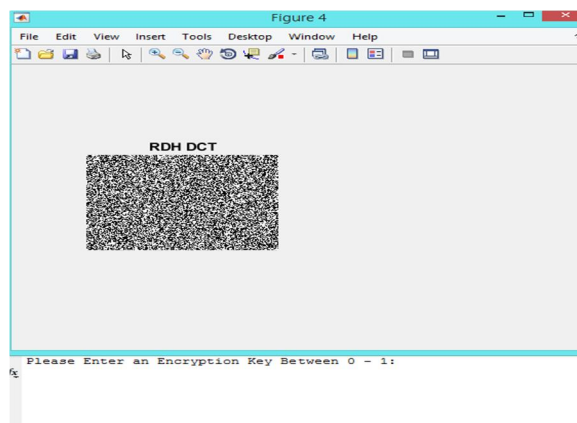 Figure 4
File Edit View Insert Tools Desktop Window Help
RDH DCT
Please Enter an Encryption Key Between 0 - 1:
fx